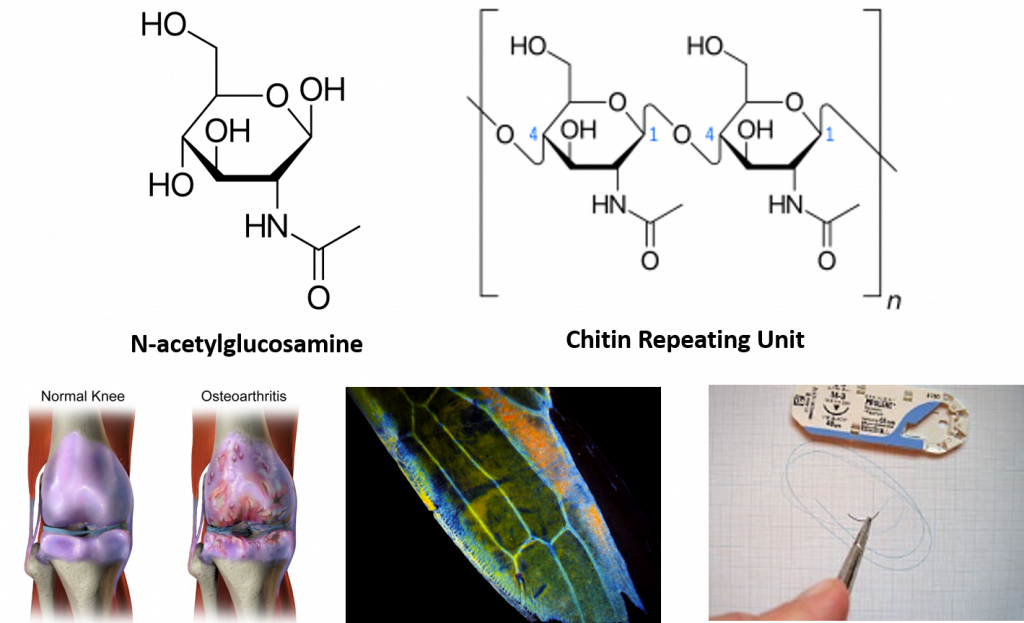 HO
O
OH
OH
HO
HN
O
N-acetylglucosamine
HO
HO
O
O
O
4
OH
1
O
4
OH
1
HN
HN
O
O
n
Chitin Repeating Unit
Normal Knee
Osteoarthritis
M-3